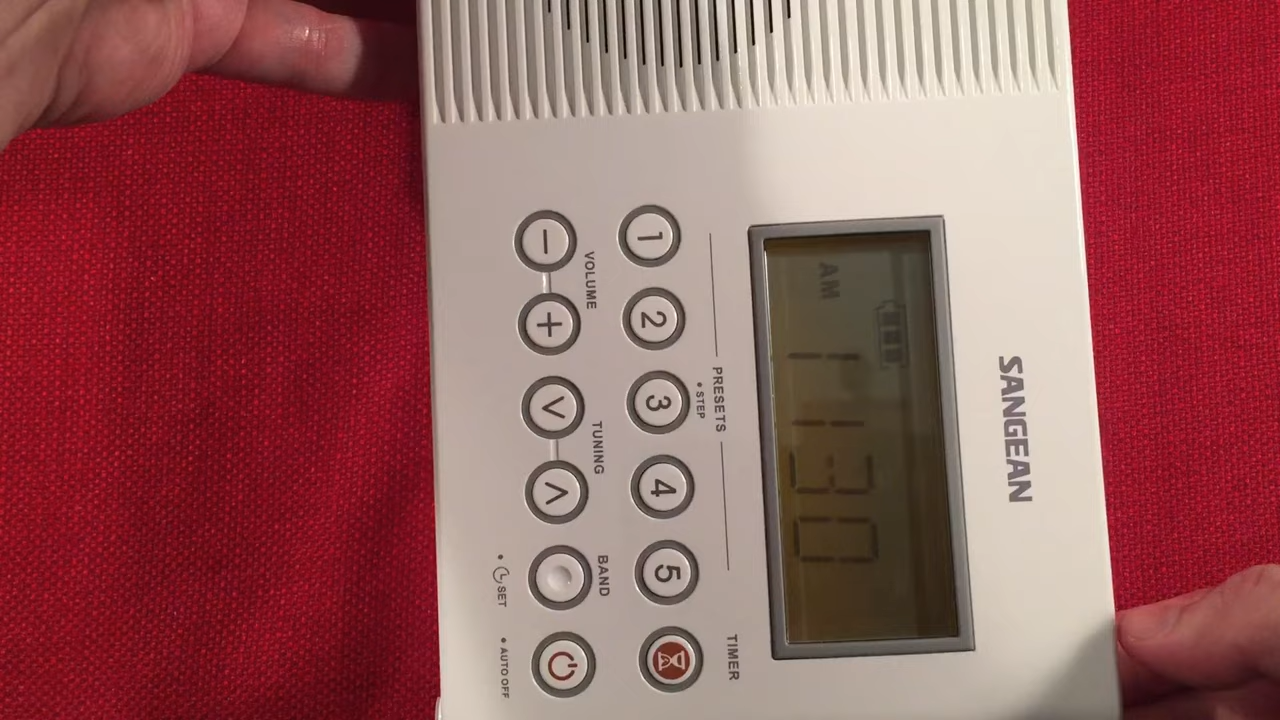 SANGEAN
AM
1130
PRESETS
• STEP
TIMER
1 2 3 4 5
VOLUME TUNING BAND
− +
• SET • AUTO OFF